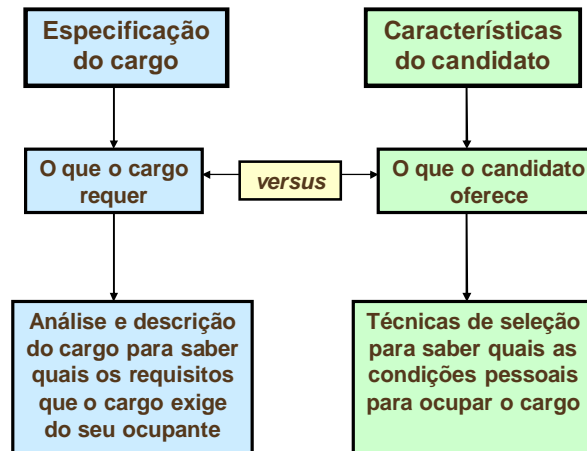 Especificação
do cargo
Características
do candidato
O que o cargo
requer
versus
O que o candidato
oferece
Análise e descrição
do cargo para saber
quais os requisitos
que o cargo exige
do seu ocupante
Técnicas de seleção
para saber quais as
condições pessoais
para ocupar o cargo